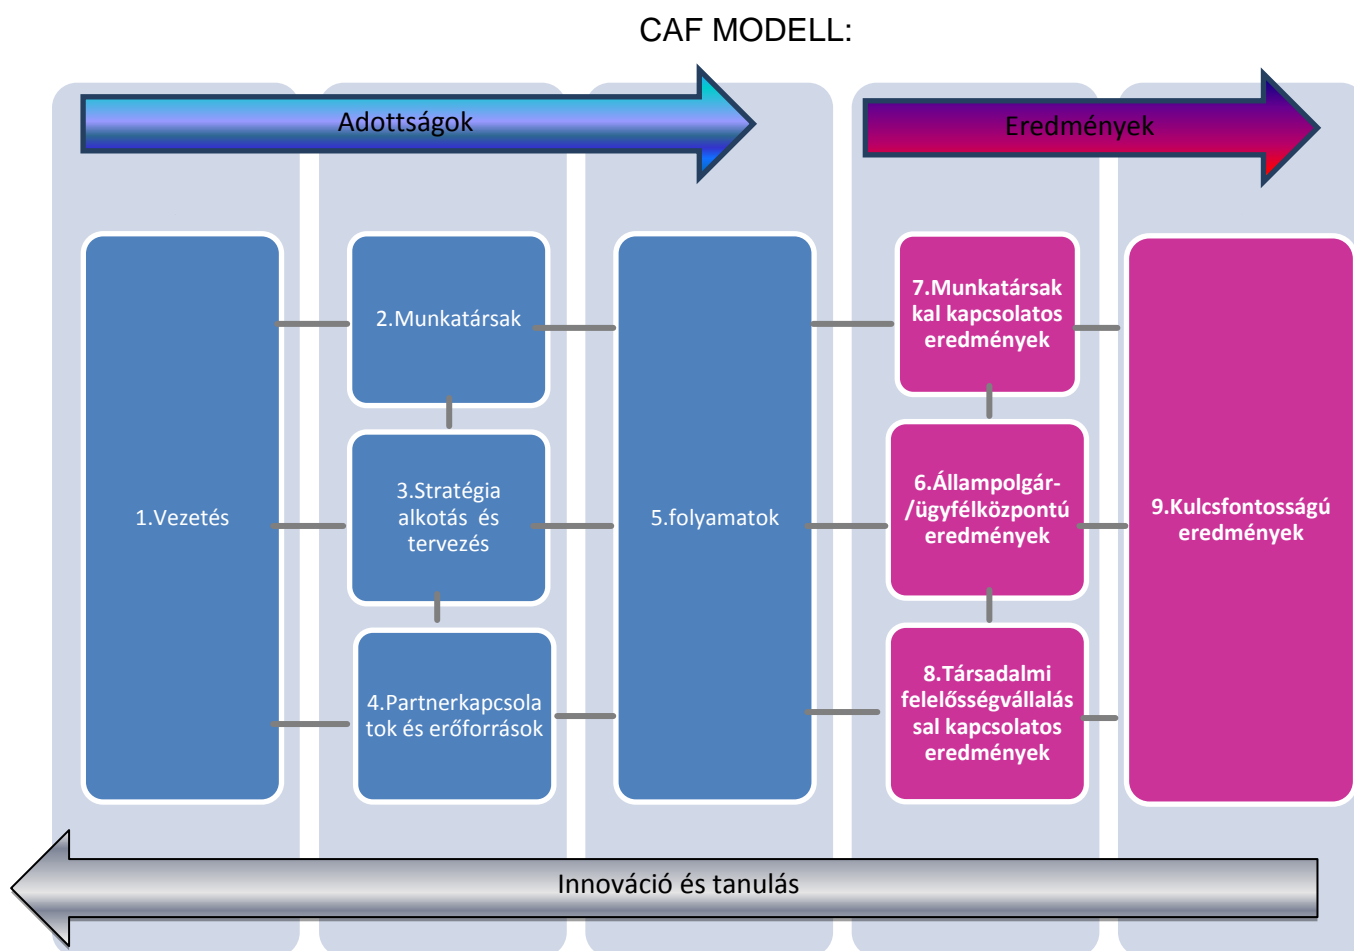 CAF MODELL:
Adottságok
Eredmények
1.Vezetés
2.Munkatársak
3.Stratégia
alkotás és
tervezés
4.Partnerkapcsola
tok és erőforrások
5.folyamatok
7.Munkatársak
kal kapcsolatos
eredmények
6.Állampolgár-
/ügyfélközpontú
eredmények
8.Társadalmi
felelősségvállalás
sal kapcsolatos
eredmények
9.Kulcsfontosságú
eredmények
Innováció és tanulás